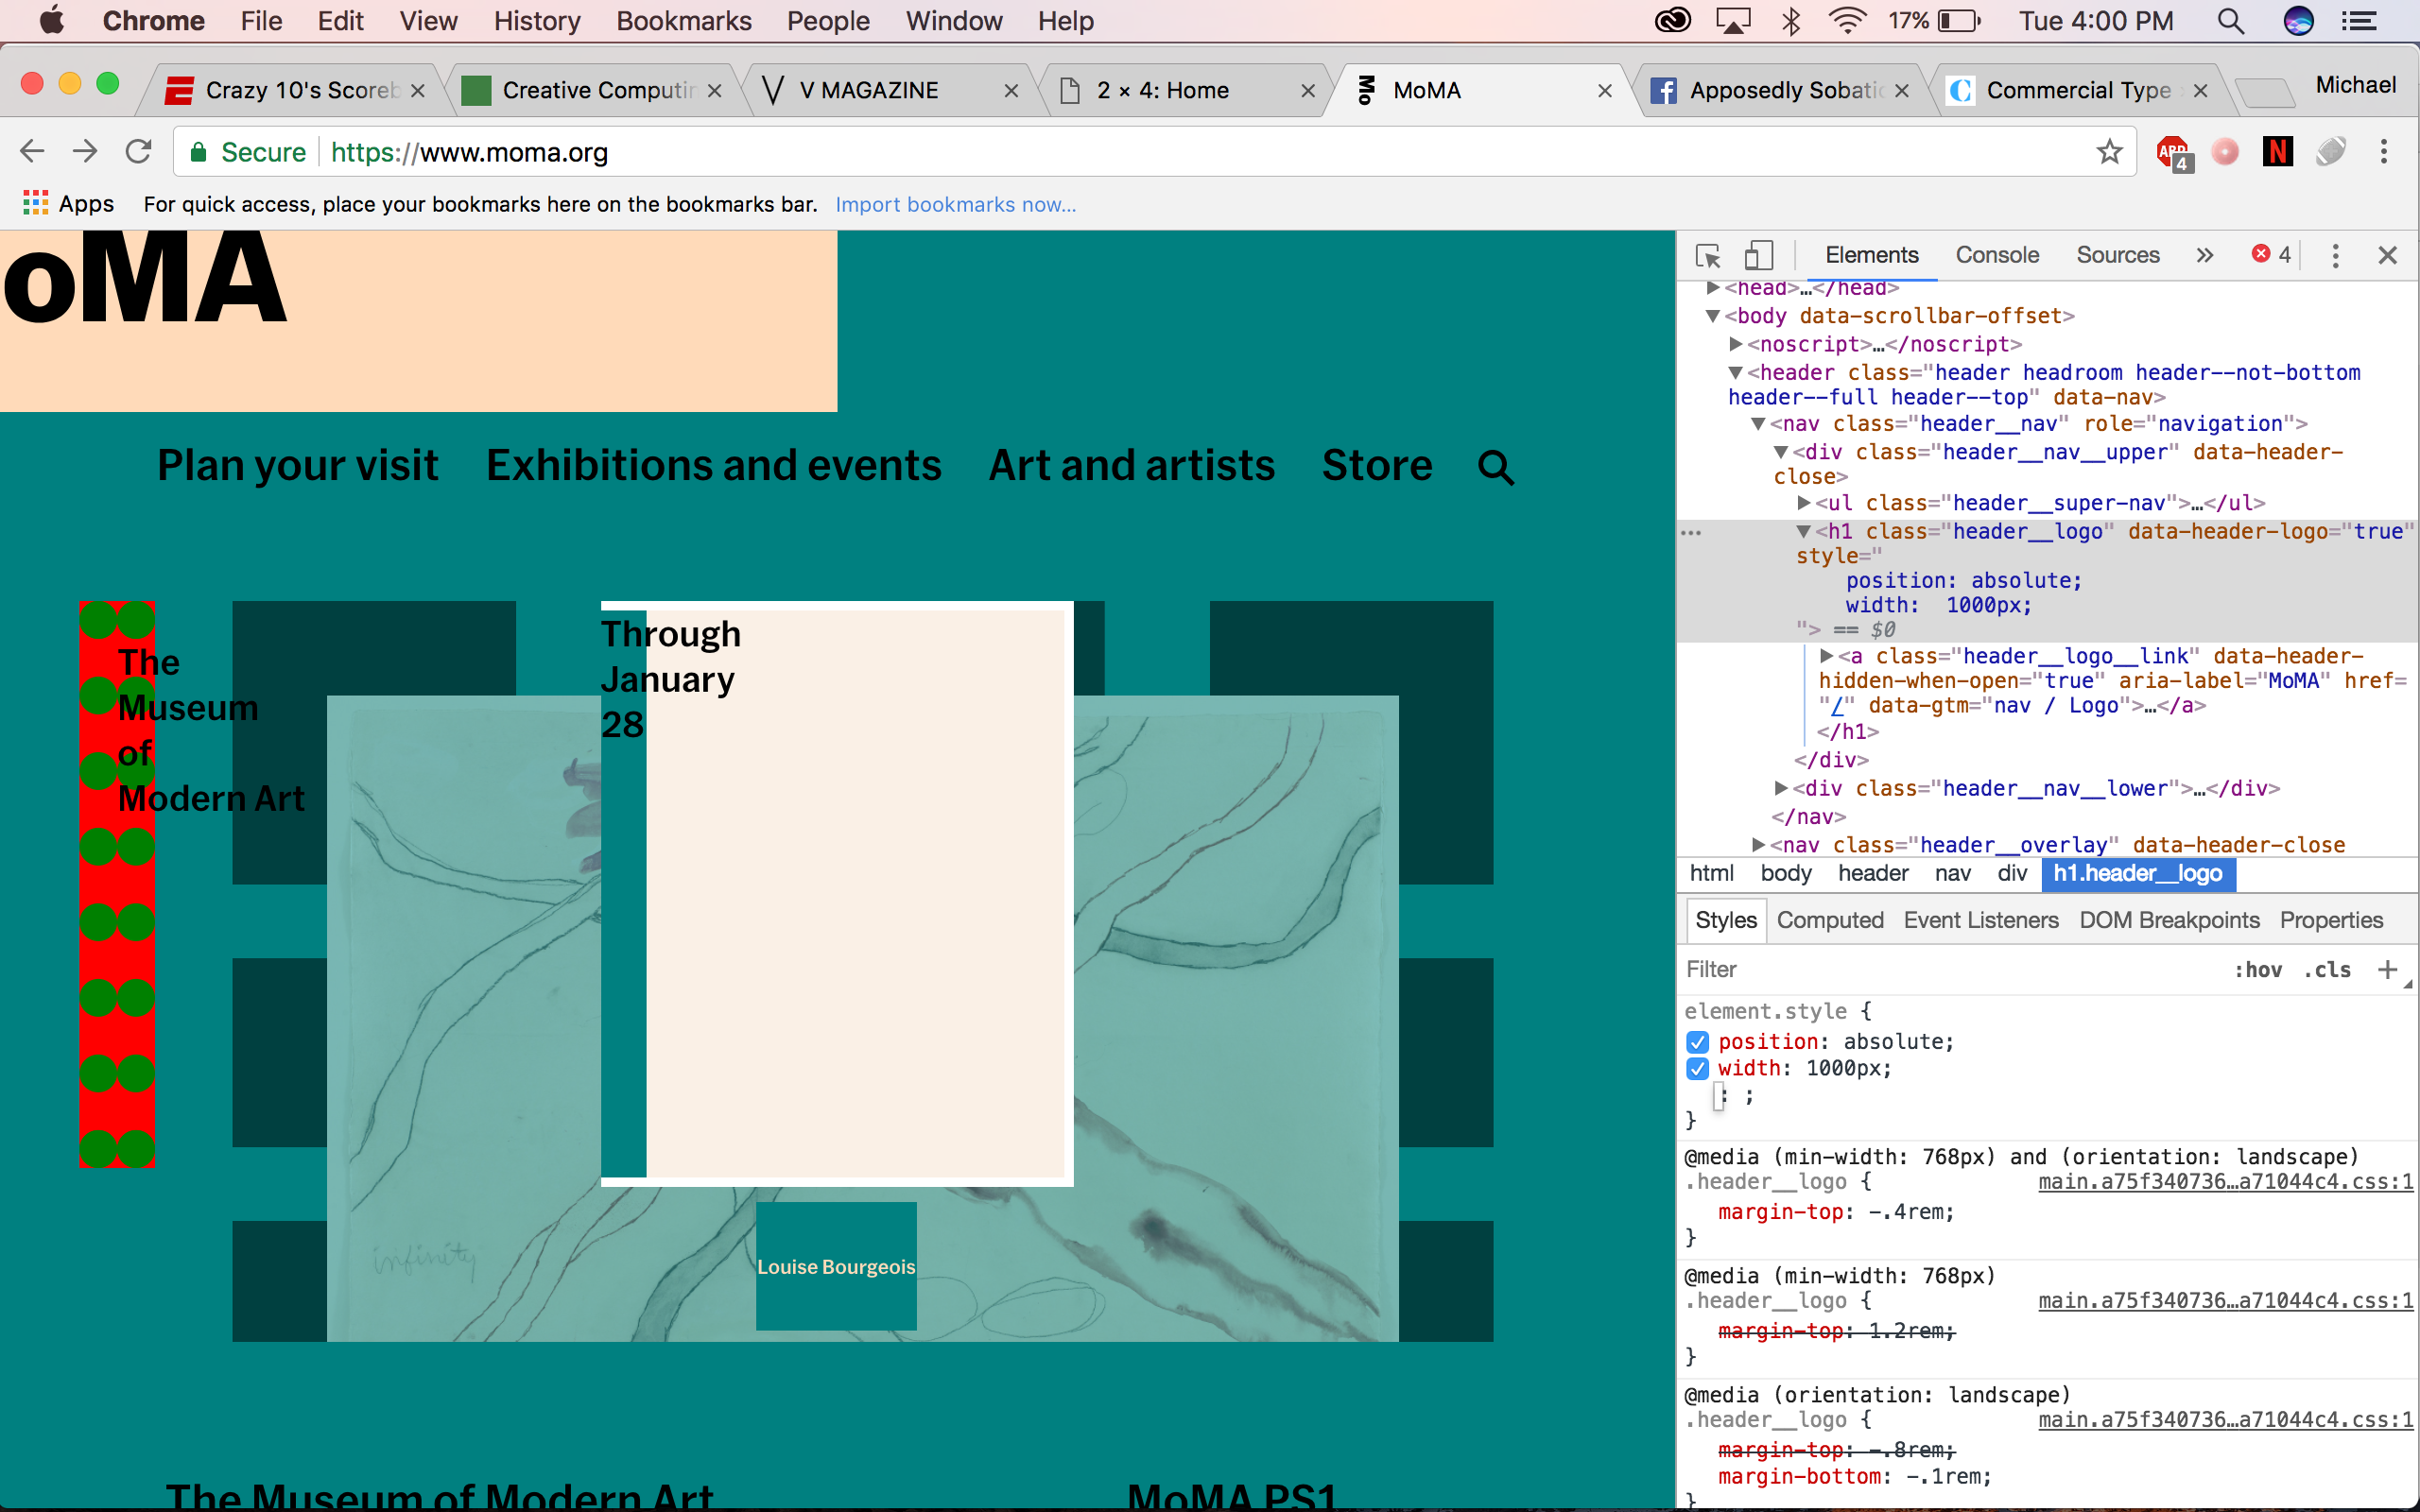 Chrome File Edit View History Bookmarks People Window Help 17% Tue 4:00 PM
Crazy 10's Scoreb Creative Computin V MAGAZINE 2 × 4: Home Mo MoMA Apposedly Sobatic Commercial Type Michael
Secure https://www.moma.org ABP 4 N
Apps For quick access, place your bookmarks here on the bookmarks bar. Import bookmarks now...
oMA
Plan your visit Exhibitions and events Art and artists Store
The
Museum
of
Modern Art
Through
January
28
infinity
Louise Bourgeois
The Museum of Modern Art MoMA PS1
Elements Console Sources » 4
<head>…</head>
<body data-scrollbar-offset>
<noscript>…</noscript>
<header class="header headroom header--not-bottom
header--full header--top" data-nav>
<nav class="header__nav" role="navigation">
<div class="header__nav__upper" data-header-
close>
<ul class="header__super-nav">…</ul>
<h1 class="header__logo" data-header-logo="true"
style="
position: absolute;
width:  1000px;
"> == $0
<a class="header__logo__link" data-header-
hidden-when-open="true" aria-label="MoMA" href=
"/" data-gtm="nav / Logo">…</a>
</h1>
</div>
<div class="header__nav__lower">…</div>
</nav>
<nav class="header__overlay" data-header-close
html body header nav div h1.header__logo
Styles Computed Event Listeners DOM Breakpoints Properties
Filter :hov .cls +
element.style {
position: absolute;
width: 1000px;
: ;
}
@media (min-width: 768px) and (orientation: landscape)
.header__logo { main.a75f340736…a71044c4.css:1
margin-top: -.4rem;
}
@media (min-width: 768px)
.header__logo { main.a75f340736…a71044c4.css:1
margin-top: 1.2rem;
}
@media (orientation: landscape)
.header__logo { main.a75f340736…a71044c4.css:1
margin-top: -.8rem;
margin-bottom: -.1rem;
}